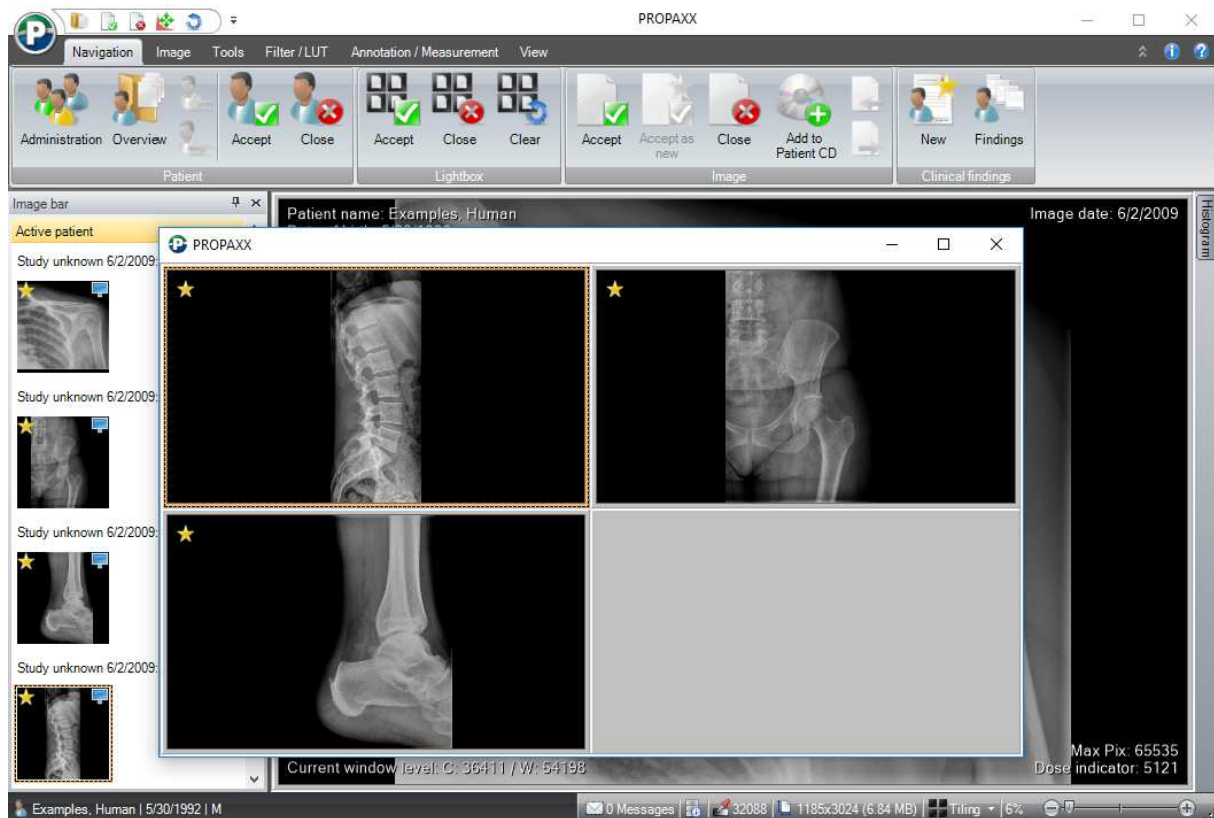 PROPAXX
Navigation Image Tools Filter / LUT Annotation / Measurement View
Administration Overview Accept Close Accept Close Clear Accept Accept as new Close Add to Patient CD New Findings
Patient Lightbox Image Clinical findings
Image bar
Active patient
Study unknown 6/2/2009:
Study unknown 6/2/2009:
Study unknown 6/2/2009:
Study unknown 6/2/2009:
Patient name: Examples, Human
Image date: 6/2/2009
Histogram
PROPAXX
Max Pix: 65535
Current window level: C: 36411 / W: 54198
Dose indicator: 5121
Examples, Human | 5/30/1992 | M
0 Messages 32088 1185x3024 (6.84 MB) Tiling 6%